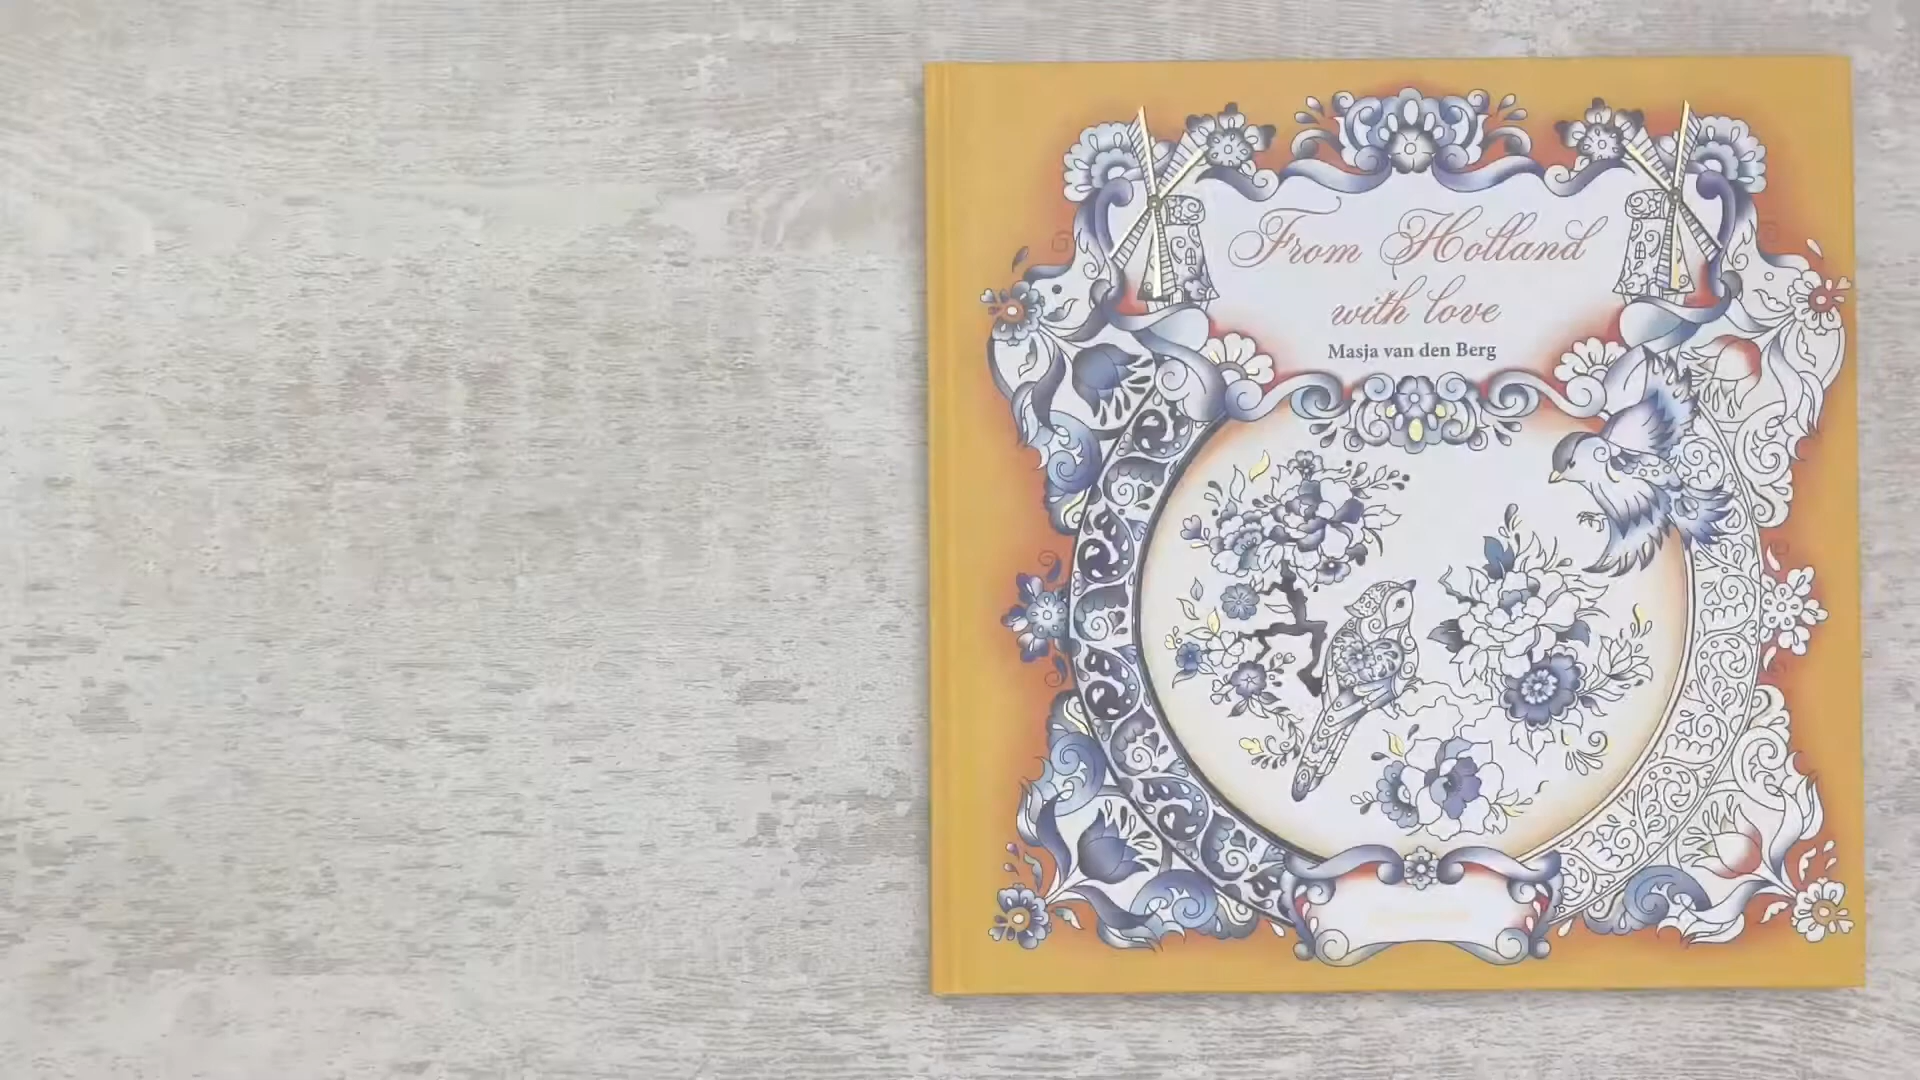 From Holland
with love
Masja van den Berg